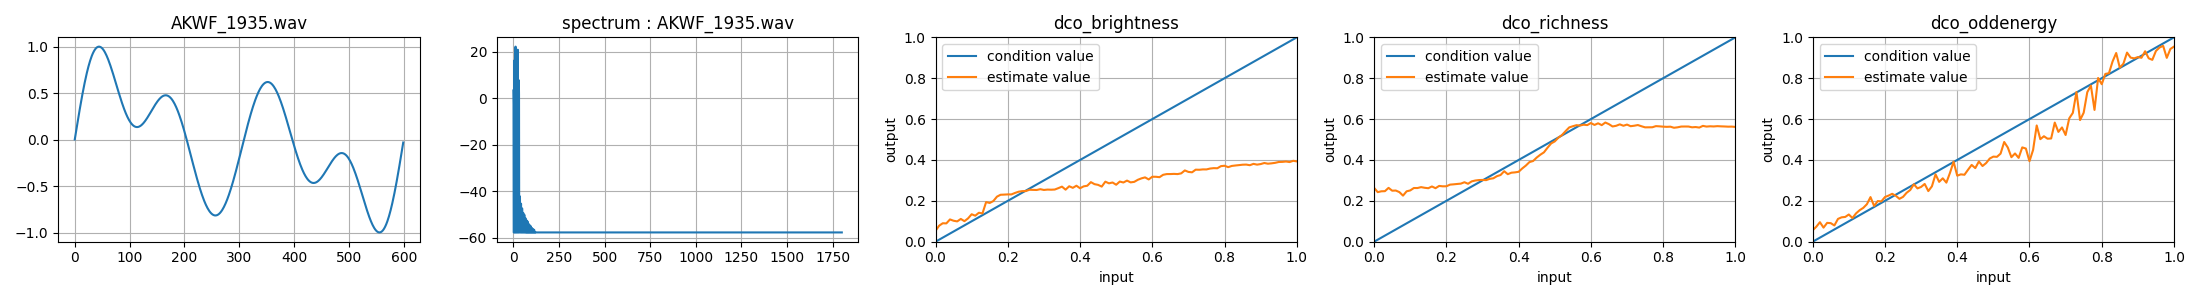 AKWF_1935.wav
1.0
0.5
0.0
−0.5
−1.0
0 100 200 300 400 500 600
spectrum : AKWF_1935.wav
20
0
−20
−40
−60
0 250 500 750 1000 1250 1500 1750
dco_brightness
condition value
estimate value
output
1.0
0.8
0.6
0.4
0.2
0.0
0.0 0.2 0.4 0.6 0.8 1.0
input
dco_richness
condition value
estimate value
output
1.0
0.8
0.6
0.4
0.2
0.0
0.0 0.2 0.4 0.6 0.8 1.0
input
dco_oddenergy
condition value
estimate value
output
1.0
0.8
0.6
0.4
0.2
0.0
0.0 0.2 0.4 0.6 0.8 1.0
input